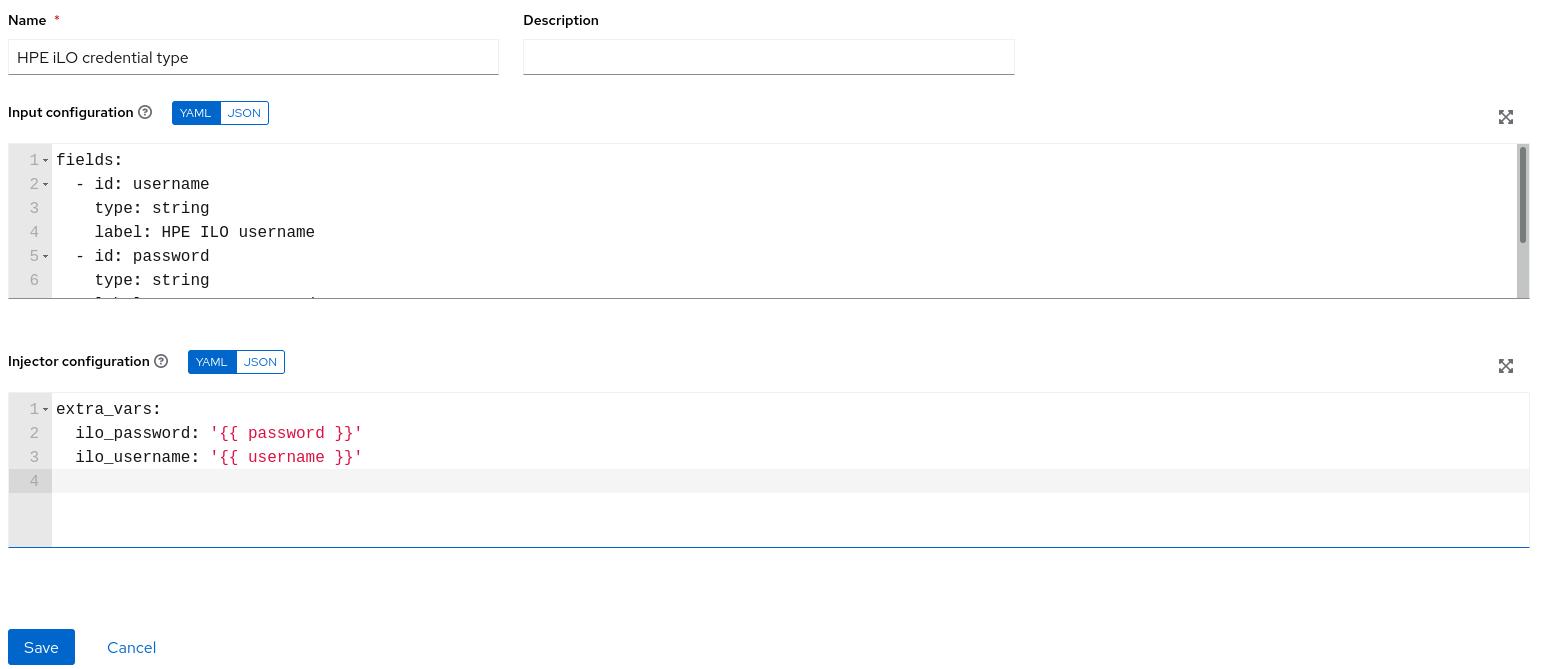 Name *
Description
HPE iLO credential type
Input configuration YAML JSON
1 fields:
2 - id: username
3 type: string
4 label: HPE ILO username
5 - id: password
6 type: string
Injector configuration YAML JSON
1 extra_vars:
2 ilo_password: '{{ password }}'
3 ilo_username: '{{ username }}'
4
Save Cancel